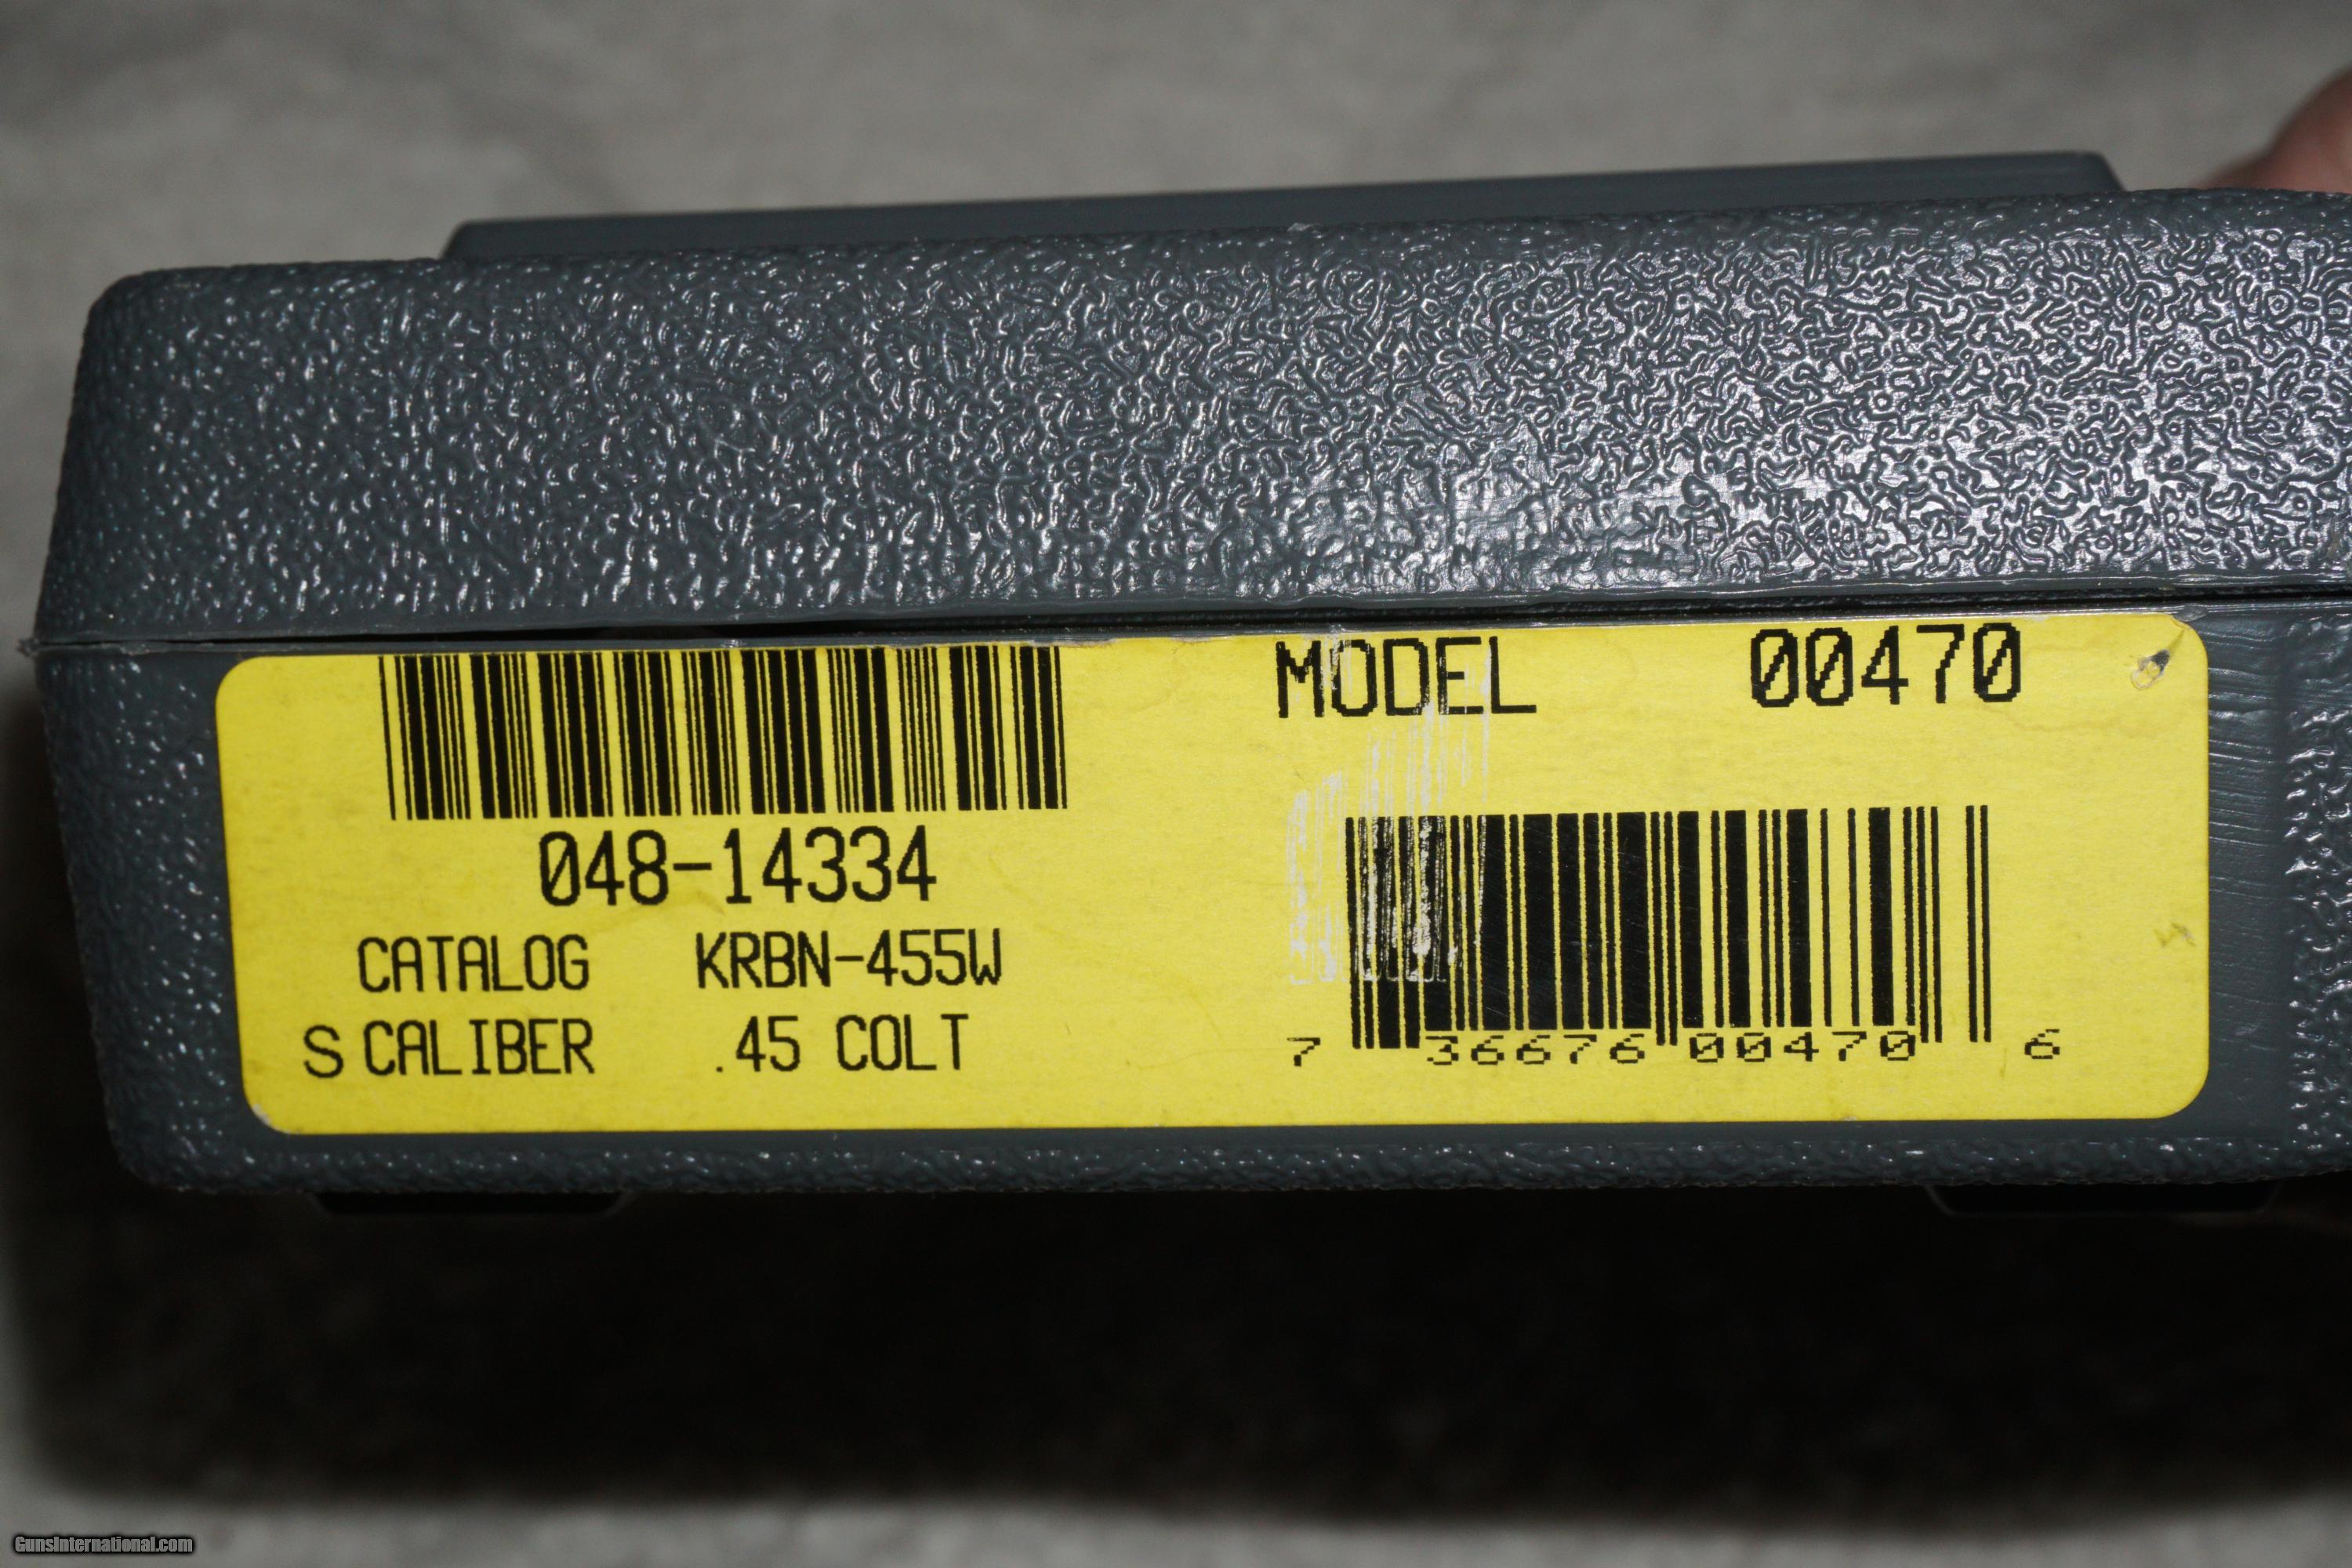 048-14334
CATALOG KRBN-455W
S CALIBER .45 COLT
MODEL 00470
7 36676 00470 6
GunsInternational.com